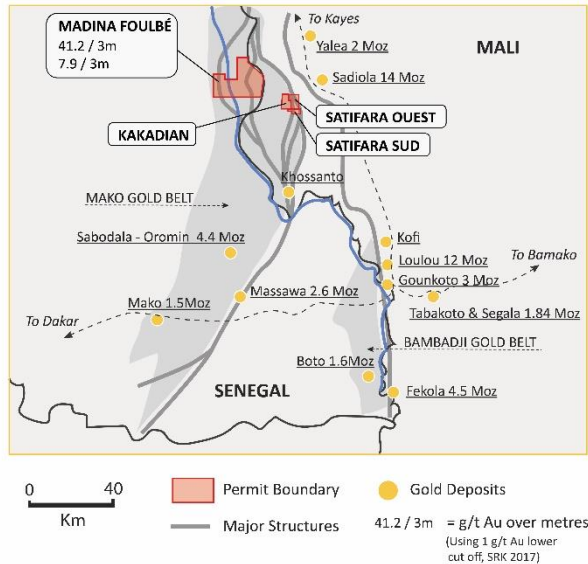 To Kayes
MADINA FOULBÉ
41.2 / 3m
7.9 / 3m
Yalea 2 Moz
MALI
Sadiola 14 Moz
KAKADIAN
SATIFARA OUEST
SATIFARA SUD
Khossanto
MAKO GOLD BELT
Sabodala - Oromin 4.4 Moz
Kofi
Loulou 12 Moz
To Bamako
Gounkoto 3 Moz
Massawa 2.6 Moz
Tabakoto & Segala 1.84 Moz
Mako 1.5Moz
To Dakar
BAMBADJI GOLD BELT
Boto 1.6Moz
SENEGAL
Fekola 4.5 Moz
0 40
Km
Permit Boundary
Gold Deposits
Major Structures
41.2 / 3m = g/t Au over metres
(Using 1 g/t Au lower
cut off, SRK 2017)